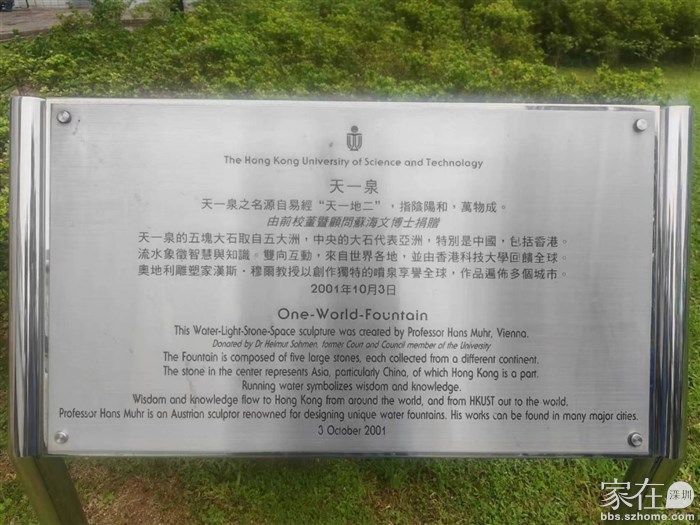 The Hong Kong University of Science and Technology
天一泉
天一泉之名源自易經“天一地二”，指陰陽和，萬物成。
由前校董暨顧問蘇海文博士捐贈
天一泉的五塊大石取自五大洲，中央的大石代表亞洲，特別是中國，包括香港。
流水象徵智慧與知識。雙向互動，來自世界各地，並由香港科技大學回饋全球。
奧地利雕塑家漢斯．穆爾教授以創作獨特的噴泉享譽全球，作品遍佈多個城市。
2001年10月3日
One-World-Fountain
This Water-Light-Stone-Space sculpture was created by Professor Hans Muhr, Vienna.
Donated by Dr Helmut Sohmen, former Court and Council member of the University
The Fountain is composed of five large stones, each collected from a different continent.
The stone in the center represents Asia, particularly China, of which Hong Kong is a part.
Running water symbolizes wisdom and knowledge.
Wisdom and knowledge flow to Hong Kong from around the world, and from HKUST out to the world.
Professor Hans Muhr is an Austrian sculptor renowned for designing unique water fountains. His works can be found in many major cities.
3 October 2001
家在深圳
bbs.szhome.com